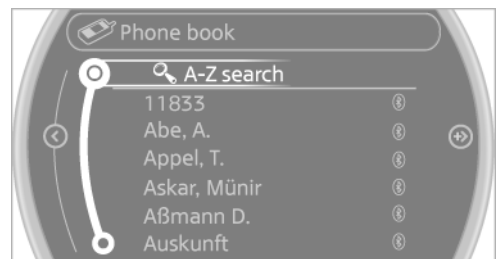 Phone book
A-Z search
11833
Abe, A.
Appel, T.
Askar, Münir
Aßmann D.
Auskunft